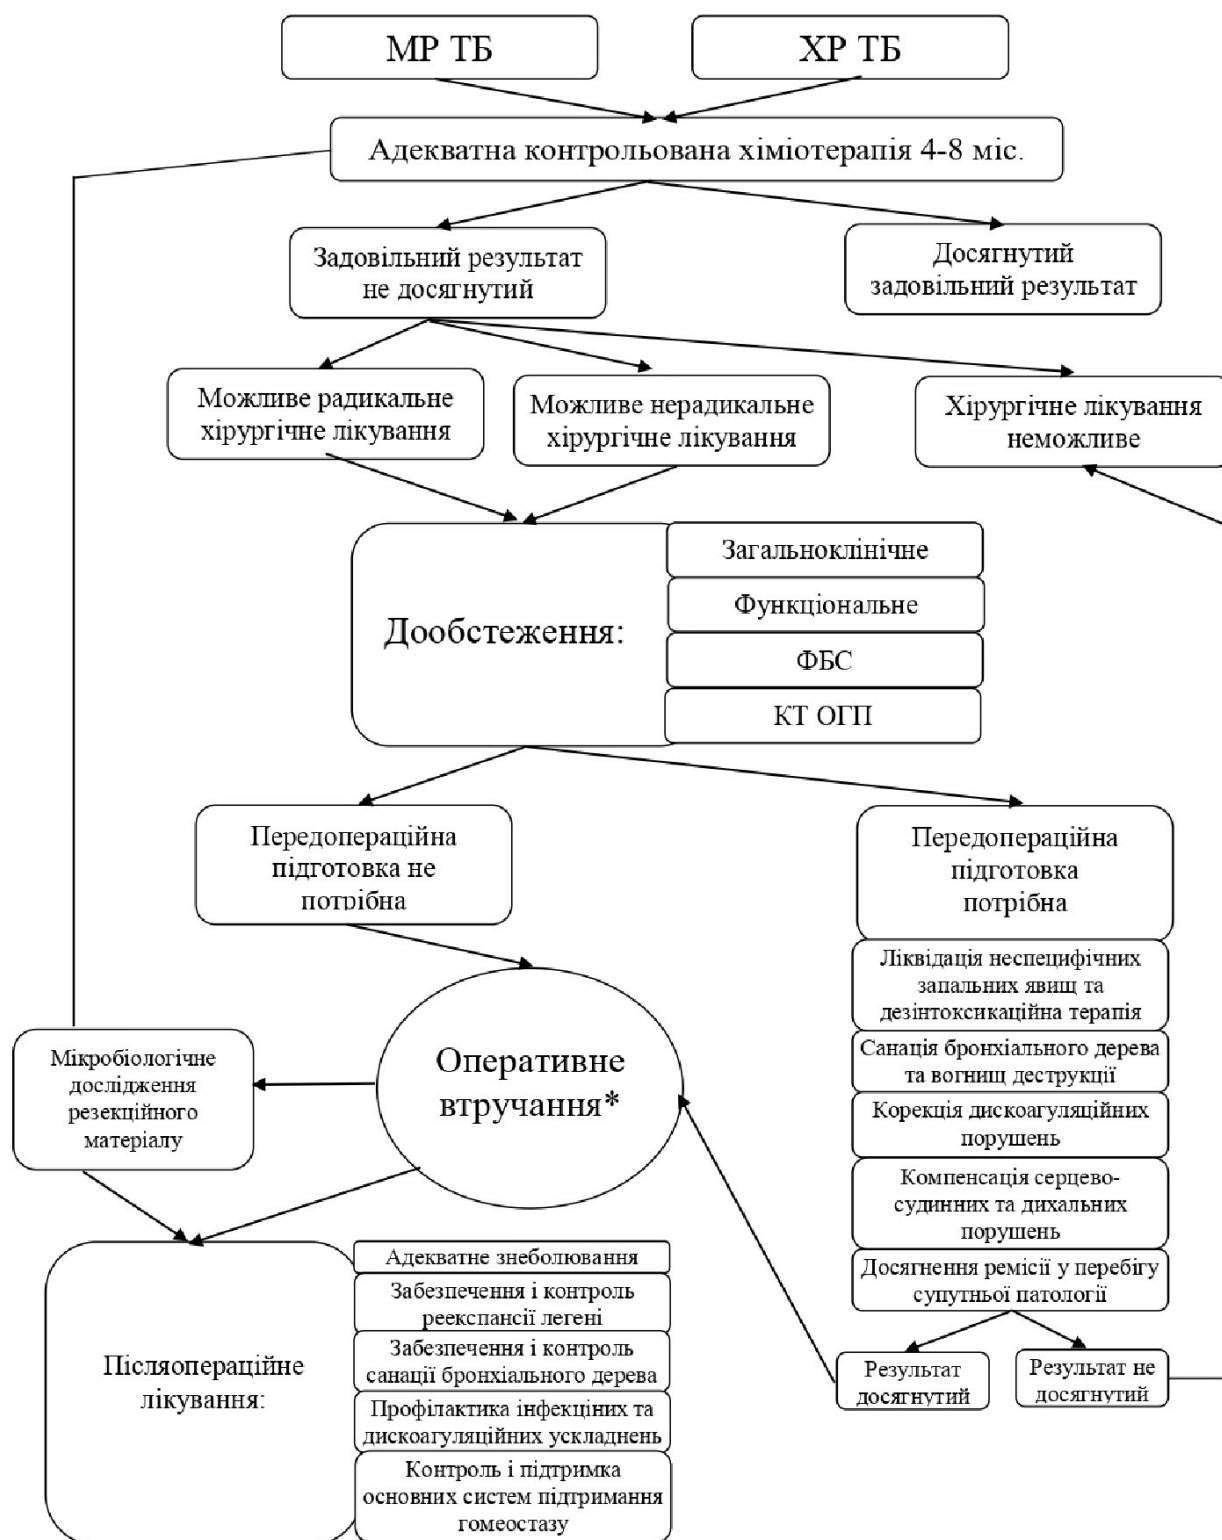 МР ТБ
ХР ТБ
Адекватна контрольована хіміотерапія 4-8 міс.
Задовільний результат
не досягнутий
Досягнутий
задовільний результат
Можливе радикальне
хірургічне лікування
Можливе нерадикальне
хірургічне лікування
Хірургічне лікування
неможливе
Дообстеження:
Загальноклінічне
Функціональне
ФБС
КТ ОГП
Передопераційна
підготовка не
потрібна
Передопераційна
підготовка
потрібна
Ліквідація неспецифічних
запальних явищ та
дезінтоксикаційна терапія
Санація бронхіального дерева
та вогнищ деструкції
Корекція дискоагуляційних
порушень
Компенсація серцево-
судинних та дихальних
порушень
Досягнення ремісії у перебігу
супутньої патології
Результат
досягнутий
Результат не
досягнутий
Оперативне
втручання*
Мікробіологічне
дослідження
резекційного
матеріалу
Післяопераційне
лікування:
Адекватне знеболювання
Забезпечення і контроль
реекспансії легені
Забезпечення і контроль
санації бронхіального дерева
Профілактика інфекціних та
дискоагуляційних ускладнень
Контроль і підтримка
основних систем підтримання
гомеостазу